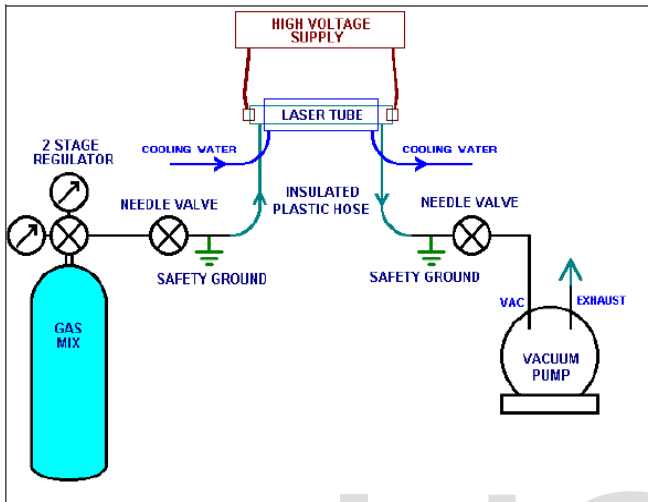 HIGH VOLTAGE
SUPPLY
LASER TUBE
COOLING WATER
COOLING WATER
2 STAGE
REGULATOR
INSULATED
PLASTIC HOSE
NEEDLE VALVE
NEEDLE VALVE
SAFETY GROUND
SAFETY GROUND
VAC
EXHAUST
GAS
MIX
VACUUM
PUMP